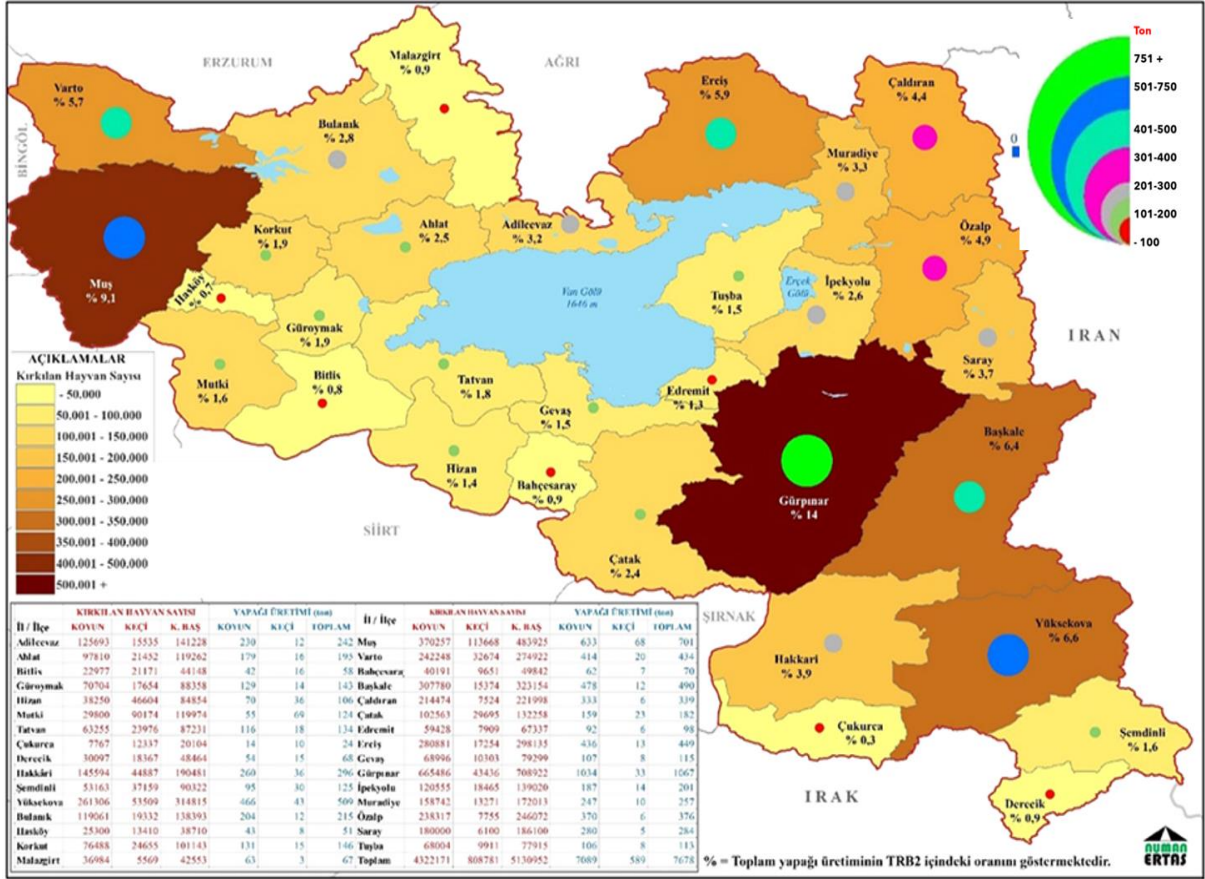 ERZURUM
AĞRI
BİNGÖL
SİİRT
ŞIRNAK
IRAN
IRAK
Malazgirt
% 0,9
Varto
% 5,7
Bulanık
% 2,8
Erciş
% 5,9
Çaldıran
% 4,4
Muradiye
% 3,3
Ahlat
% 2,5
Adilcevaz
% 3,2
Korkut
% 1,9
Özalp
% 4,9
Muş
% 9,1
Hasköy
% 0,7
Van Gölü
1646 m
Tuşba
% 1,5
Erçek
Gölü
İpekyolu
% 2,6
Güroymak
% 1,9
Saray
% 3,7
Mutki
% 1,6
Bitlis
% 0,8
Tatvan
% 1,8
Edremit
% 1,3
Gevaş
% 1,5
Başkale
% 6,4
Hizan
% 1,4
Bahçesaray
% 0,9
Gürpınar
% 14
Çatak
% 2,4
Hakkari
% 3,9
Yüksekova
% 6,6
Çukurca
% 0,3
Şemdinli
% 1,6
Derecik
% 0,9
Ton
751 +
501-750
401-500
301-400
201-300
101-200
- 100
0
AÇIKLAMALAR
Kırkılan Hayvan Sayısı
- 50.000
50.001 - 100.000
100.001 - 150.000
150.001 - 200.000
200.001 - 250.000
250.001 - 300.000
300.001 - 350.000
350.001 - 400.000
400.001 - 500.000
500.001 +
KIRKILAN HAYVAN SAYISI YAPAĞI ÜRETİMİ (ton) KIRKILAN HAYVAN SAYISI YAPAĞI ÜRETİMİ (ton)
İl / İlçe KOYUN KEÇİ K. BAŞ KOYUN KEÇİ TOPLAM İl / İlçe KOYUN KEÇİ K. BAŞ KOYUN KEÇİ TOPLAM
Adilcevaz 125693 15535 141228 230 12 242 Muş 370257 113668 483925 633 68 701
Ahlat 97810 21452 119262 179 16 195 Varto 242248 32674 274922 414 20 434
Bitlis 22977 21171 44148 42 16 58 Bahçesara 40191 9651 49842 62 7 70
Güroymak 70704 17654 88358 129 14 143 Başkale 307780 15374 323154 478 12 490
Hizan 38250 46604 84854 70 36 106 Çaldıran 214474 7524 221998 333 6 339
Mutki 29800 90174 119974 55 69 124 Çatak 102563 29695 132258 159 23 182
Tatvan 63255 23976 87231 116 18 134 Edremit 59428 7909 67337 92 6 98
Çukurca 7767 12337 20104 14 10 24 Erciş 280881 17254 298135 436 13 449
Derecik 30097 18367 48464 54 15 68 Gevaş 68996 10303 79299 107 8 115
Hakkâri 145594 44887 190481 260 36 296 Gürpınar 665486 43436 708922 1034 33 1067
Şemdinli 53163 37159 90322 95 30 125 İpekyolu 120555 18465 139020 187 14 201
Yüksekova 261306 53509 314815 466 43 509 Muradiye 158742 13271 172013 247 10 257
Bulanık 119061 19332 138393 204 12 215 Özalp 238317 7755 246072 370 6 376
Hasköy 25300 13410 38710 43 8 51 Saray 180000 6100 186100 280 5 284
Korkut 76488 24655 101143 131 15 146 Tuşba 68004 9911 77915 106 8 113
Malazgirt 36984 5569 42553 63 3 67 Toplam 4322171 808781 5130952 7089 589 7678
% = Toplam yapağı üretiminin TRB2 içindeki oranını göstermektedir.
NUMAN
ERTAŞ